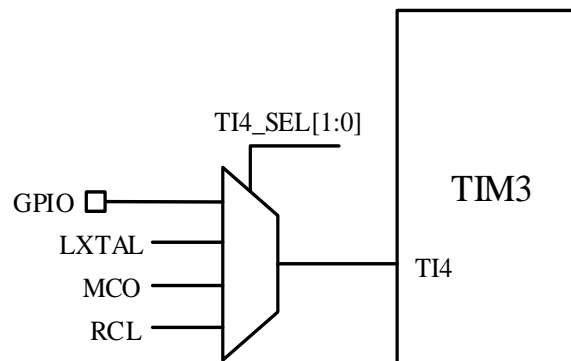 TI4_SEL[1:0]
GPIO
TIM3
LXTAL
TI4
MCO
RCL